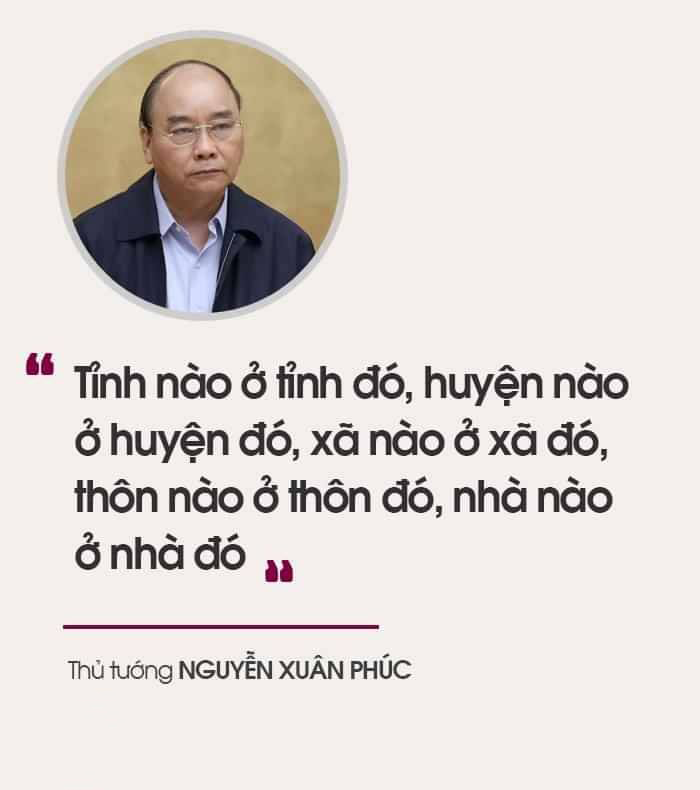 “ Tỉnh nào ở tỉnh đó, huyện nào
ở huyện đó, xã nào ở xã đó,
thôn nào ở thôn đó, nhà nào
ở nhà đó ”
Thủ tướng NGUYỄN XUÂN PHÚC